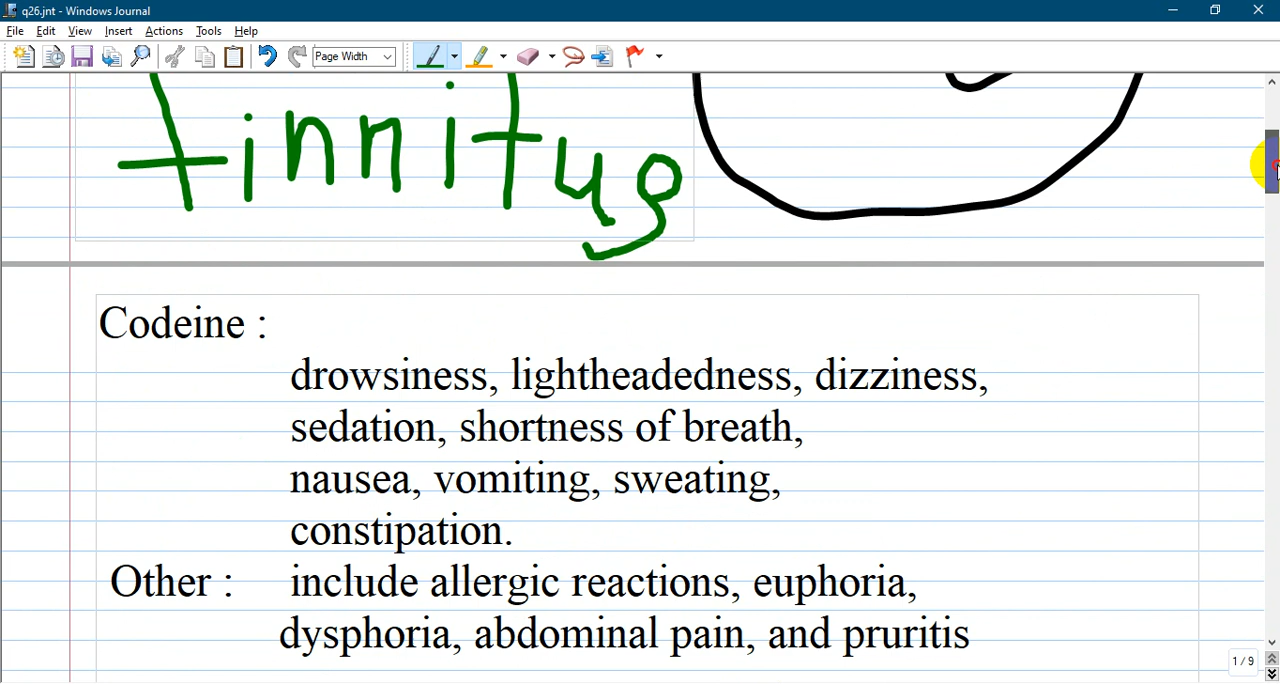 q26.jnt - Windows Journal
File Edit View Insert Actions Tools Help
Page Width
tinnitus
Codeine :
drowsiness, lightheadedness, dizziness,
sedation, shortness of breath,
nausea, vomiting, sweating,
constipation.
Other : include allergic reactions, euphoria,
dysphoria, abdominal pain, and pruritis
1 / 9